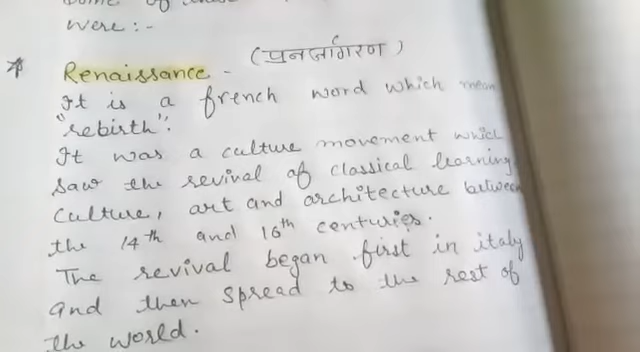 were :-
* Renaissance - (पुनर्जागरण)
It is a french word which mean
"rebirth".
It was a culture movement which
saw the revival of classical learning
culture, art and architecture between
the 14th and 16th centuries.
The revival began first in italy
and then spread to the rest of
the world.